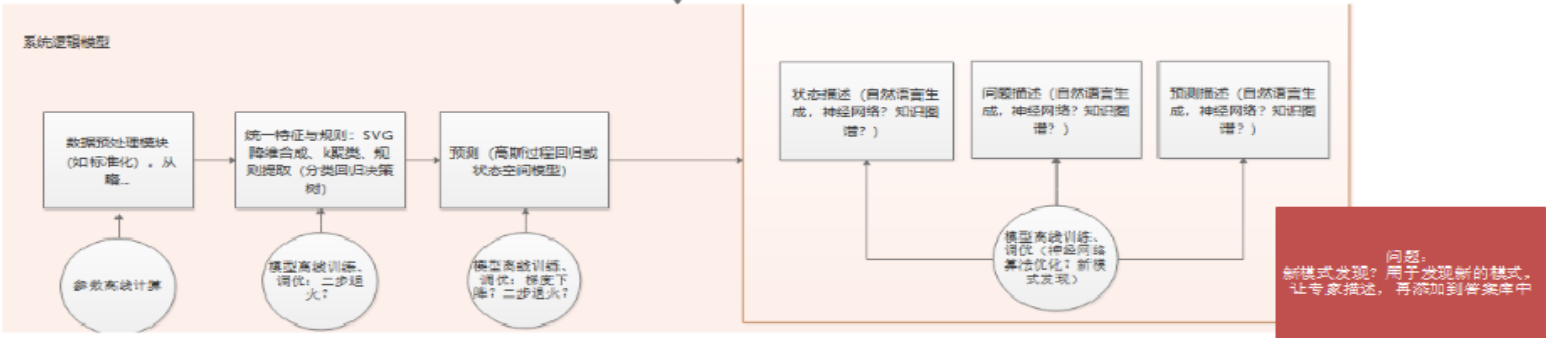 系统逻辑模型
数据预处理模块
(如标准化) 。从
略...
统一特征与规则：SVG
降维合成、k聚类、规
则提取（分类回归决策
树)
预测（高斯过程回归或
状态空间模型)
状态描述（自然语言生
成，神经网络？知识图
谱？）
问题描述（自然语言生
成，神经网络？知识图
谱？）
预测描述（自然语言生
成，神经网络？知识图
谱？）
参数离线计算
模型离线训练、
调优：二步退
火？
模型离线训练、
调优：梯度下
降？二步退火？
模型离线训练、
调优（神经网络
算法优化；新模
式发现）
问题：
新模式发现？用于发现新的模式，
让专家描述，再添加到答案库中